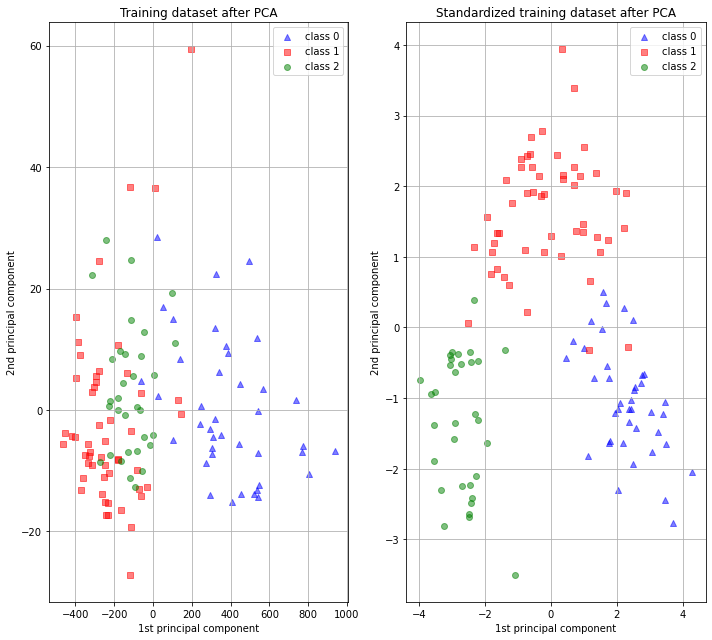 Training dataset after PCA
class 0
class 1
class 2
60
40
20
0
−20
2nd principal component
−400
−200
0
200
400
600
800
1000
1st principal component
Standardized training dataset after PCA
class 0
class 1
class 2
4
3
2
1
0
−1
−2
−3
2nd principal component
−4
−2
0
2
4
1st principal component